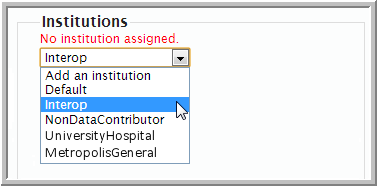 Institutions
No institution assigned.
Interop
Add an institution
Default
Interop
NonDataContributor
UniversityHospital
MetropolisGeneral